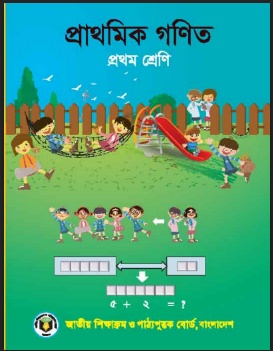 প্রাথমিক গণিত
প্রথম শ্রেণি
৫ + ২ = ?
জাতীয় শিক্ষাক্রম ও পাঠ্যপুস্তক বোর্ড, বাংলাদেশ